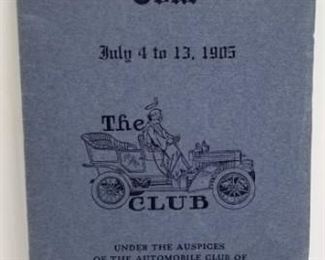 July 4 to 13, 1905
The
CLUB
UNDER THE AUSPICES
OF THE AUTOMOBILE CLUB OF